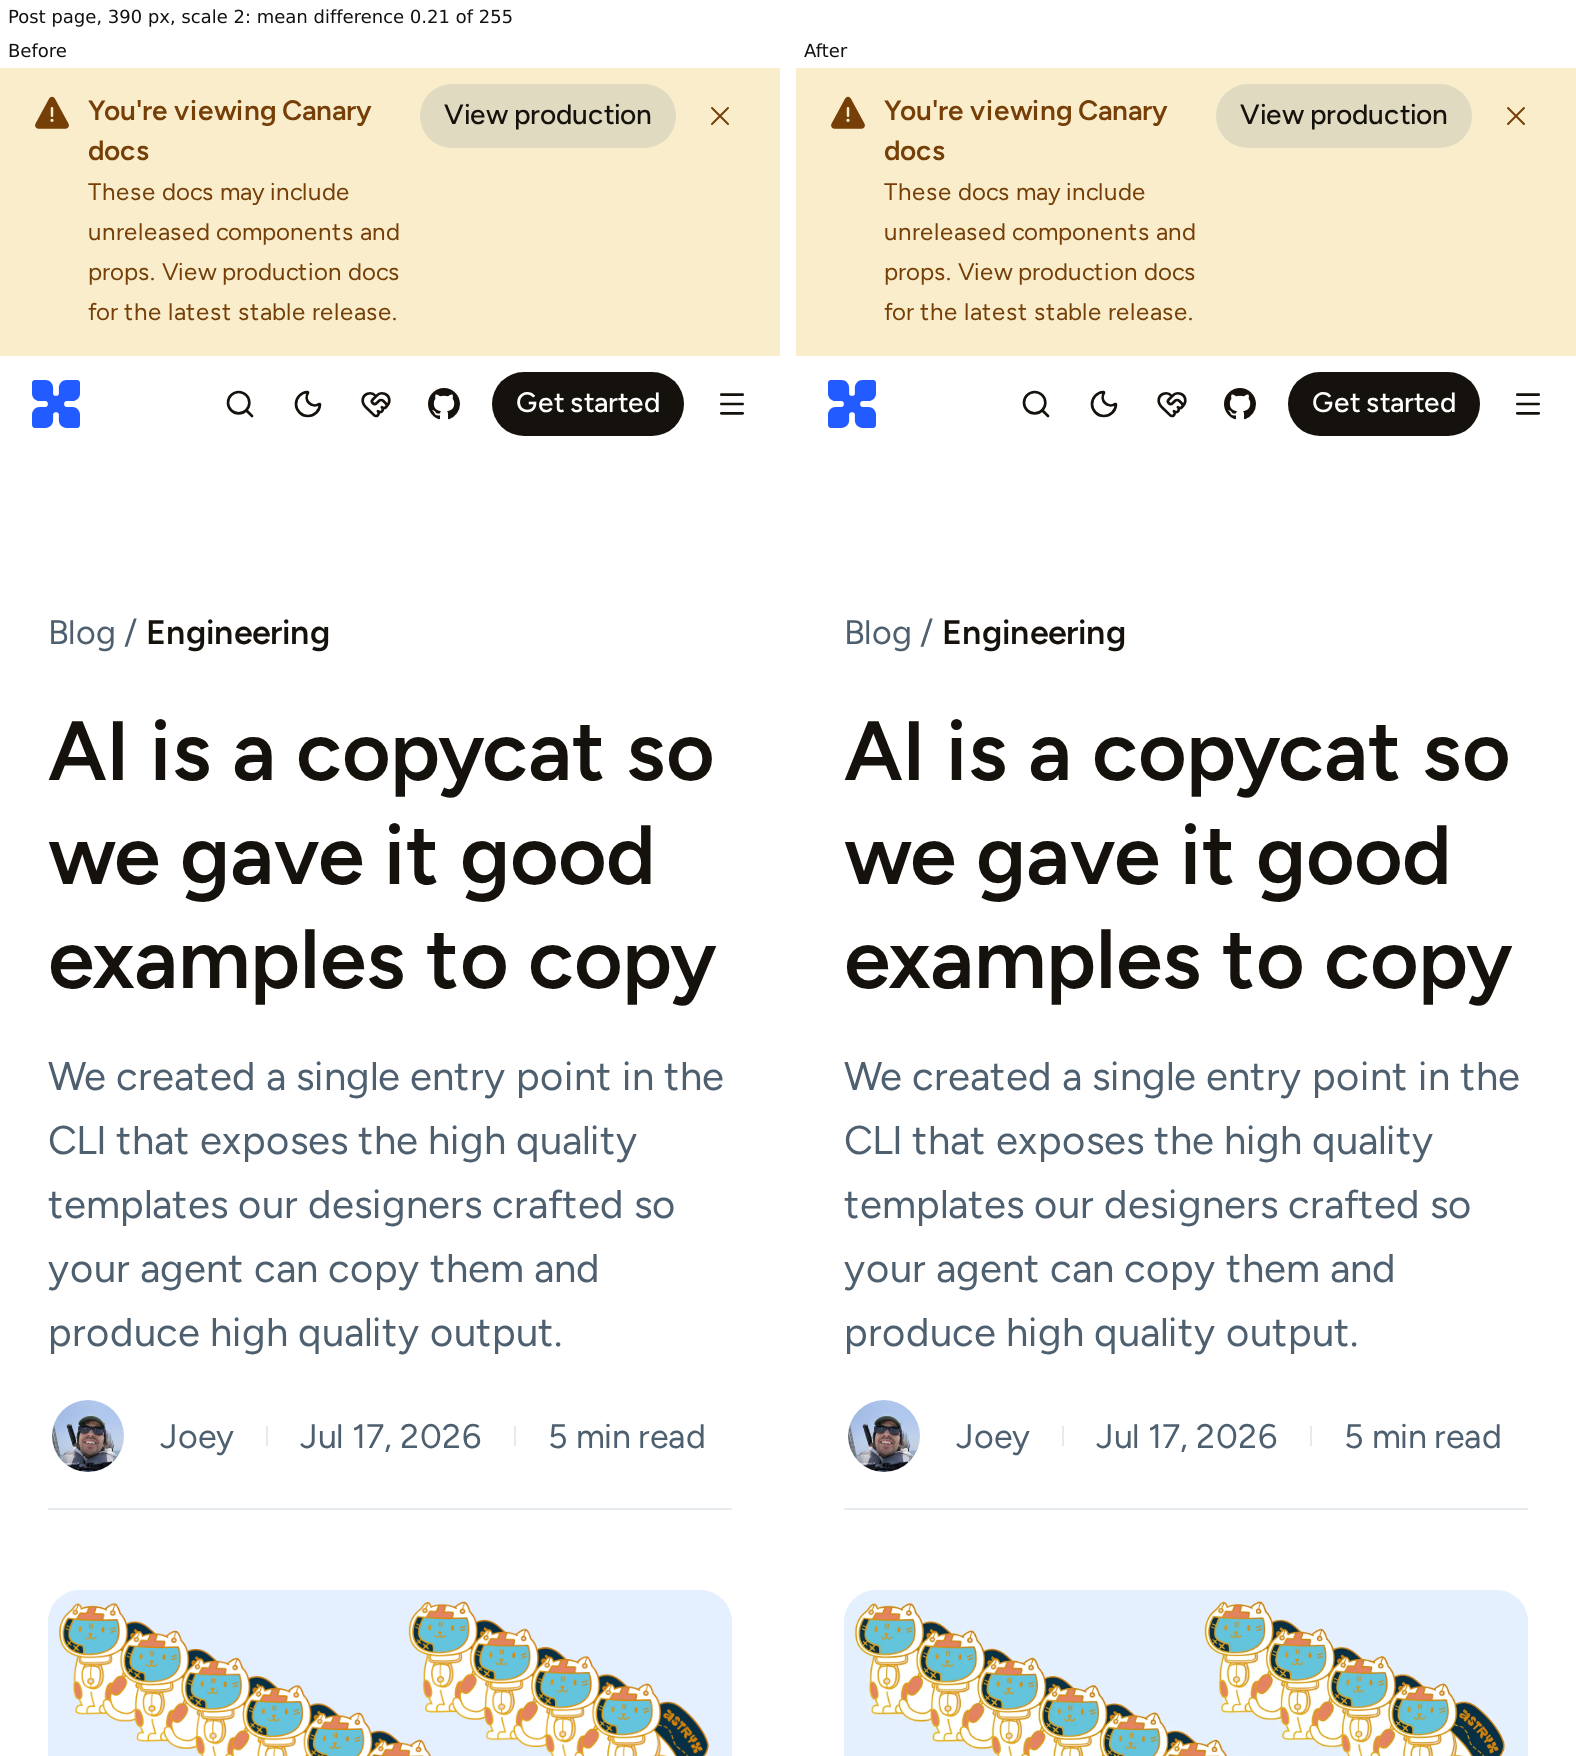 Post page, 390 px, scale 2: mean difference 0.21 of 255
Before
You're viewing Canary
docs
These docs may include
unreleased components and
props. View production docs
for the latest stable release.
View production
Get started
Blog / Engineering
AI is a copycat so
we gave it good
examples to copy
We created a single entry point in the
CLI that exposes the high quality
templates our designers crafted so
your agent can copy them and
produce high quality output.
Joey
Jul 17, 2026
5 min read
ASTRYX
After
You're viewing Canary
docs
These docs may include
unreleased components and
props. View production docs
for the latest stable release.
View production
Get started
Blog / Engineering
AI is a copycat so
we gave it good
examples to copy
We created a single entry point in the
CLI that exposes the high quality
templates our designers crafted so
your agent can copy them and
produce high quality output.
Joey
Jul 17, 2026
5 min read
ASTRYX